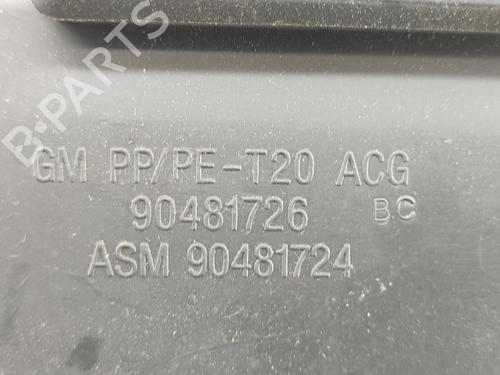 B-PARTS
GM PP/PE-T20 ACG
90481726 BC
ASM 90481724